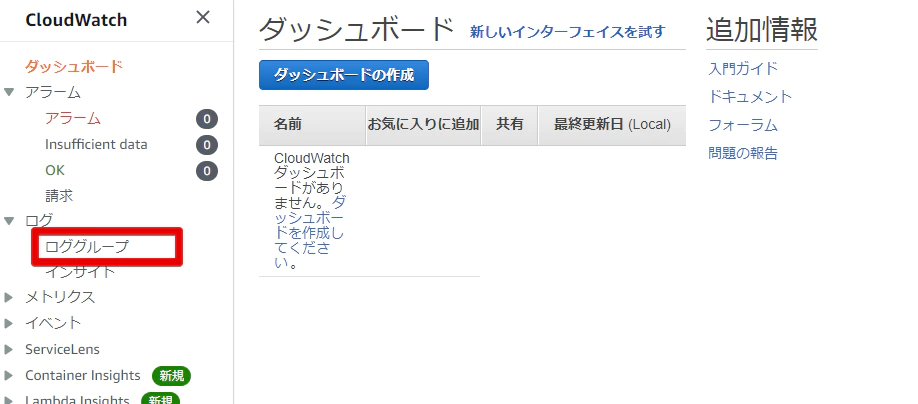 CloudWatch
ダッシュボード
アラーム
アラーム 0
Insufficient data 0
OK 0
請求
ログ
ロググループ
インサイト
メトリクス
イベント
ServiceLens
Container Insights 新規
Lambda Insights 新規
ダッシュボード 新しいインターフェイスを試す
ダッシュボードの作成
名前 お気に入りに追加 共有 最終更新日 (Local)
CloudWatch
ダッシュボ
ードがあり
ません。ダ
ッシュボー
ドを作成し
てくださ
い。
追加情報
入門ガイド
ドキュメント
フォーラム
問題の報告